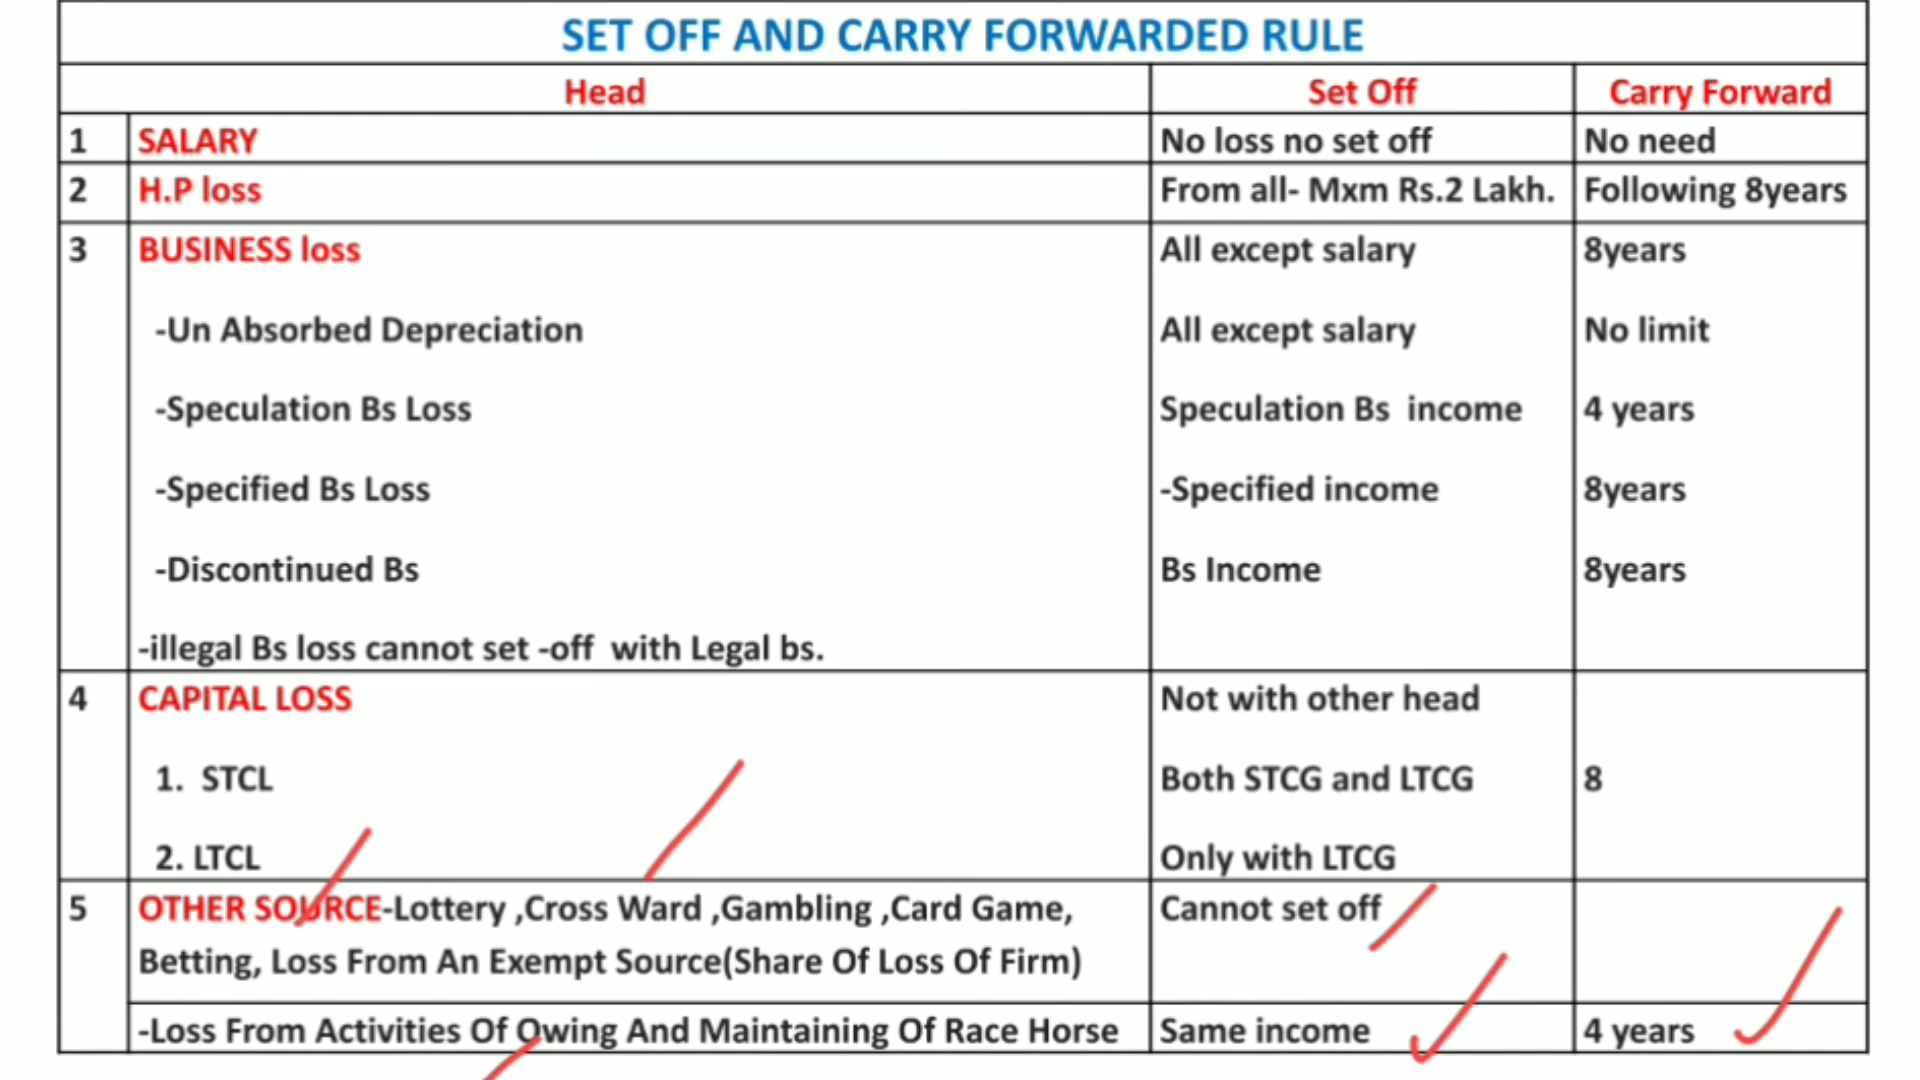 SET OFF AND CARRY FORWARDED RULE
Head Set Off Carry Forward
1 SALARY No loss no set off No need
2 H.P loss From all- Mxm Rs.2 Lakh. Following 8years
3 BUSINESS loss All except salary 8years
-Un Absorbed Depreciation All except salary No limit
-Speculation Bs Loss Speculation Bs income 4 years
-Specified Bs Loss -Specified income 8years
-Discontinued Bs Bs Income 8years
-illegal Bs loss cannot set -off with Legal bs.
4 CAPITAL LOSS Not with other head
1. STCL Both STCG and LTCG 8
2. LTCL Only with LTCG
5 OTHER SOURCE-Lottery ,Cross Ward ,Gambling ,Card Game, Cannot set off
Betting, Loss From An Exempt Source(Share Of Loss Of Firm)
-Loss From Activities Of Owing And Maintaining Of Race Horse Same income 4 years